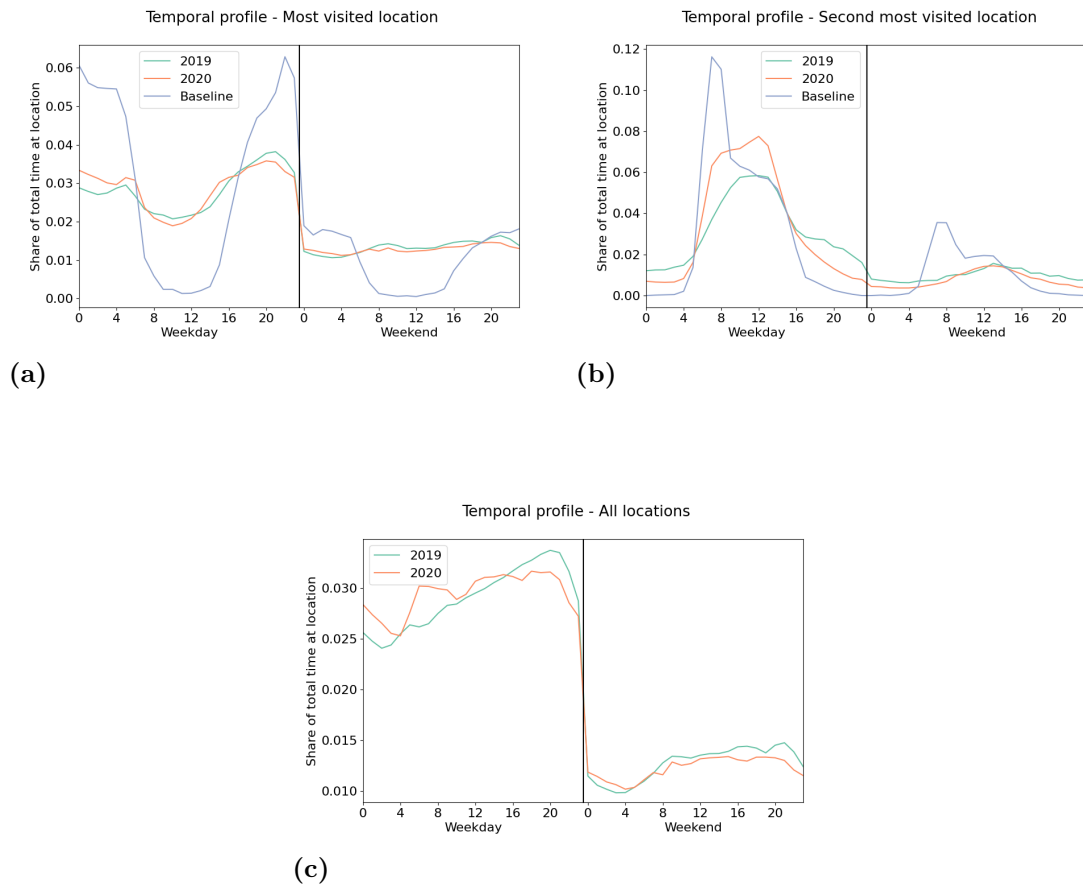 Temporal profile - Most visited location
Share of total time at location
0.06
0.05
0.04
0.03
0.02
0.01
0.00
2019
2020
Baseline
0 4 8 12 16 20 0 4 8 12 16 20
Weekday Weekend
(a)
Temporal profile - Second most visited location
Share of total time at location
0.12
0.10
0.08
0.06
0.04
0.02
0.00
2019
2020
Baseline
0 4 8 12 16 20 0 4 8 12 16 20
Weekday Weekend
(b)
Temporal profile - All locations
Share of total time at location
0.030
0.025
0.020
0.015
0.010
2019
2020
0 4 8 12 16 20 0 4 8 12 16 20
Weekday Weekend
(c)